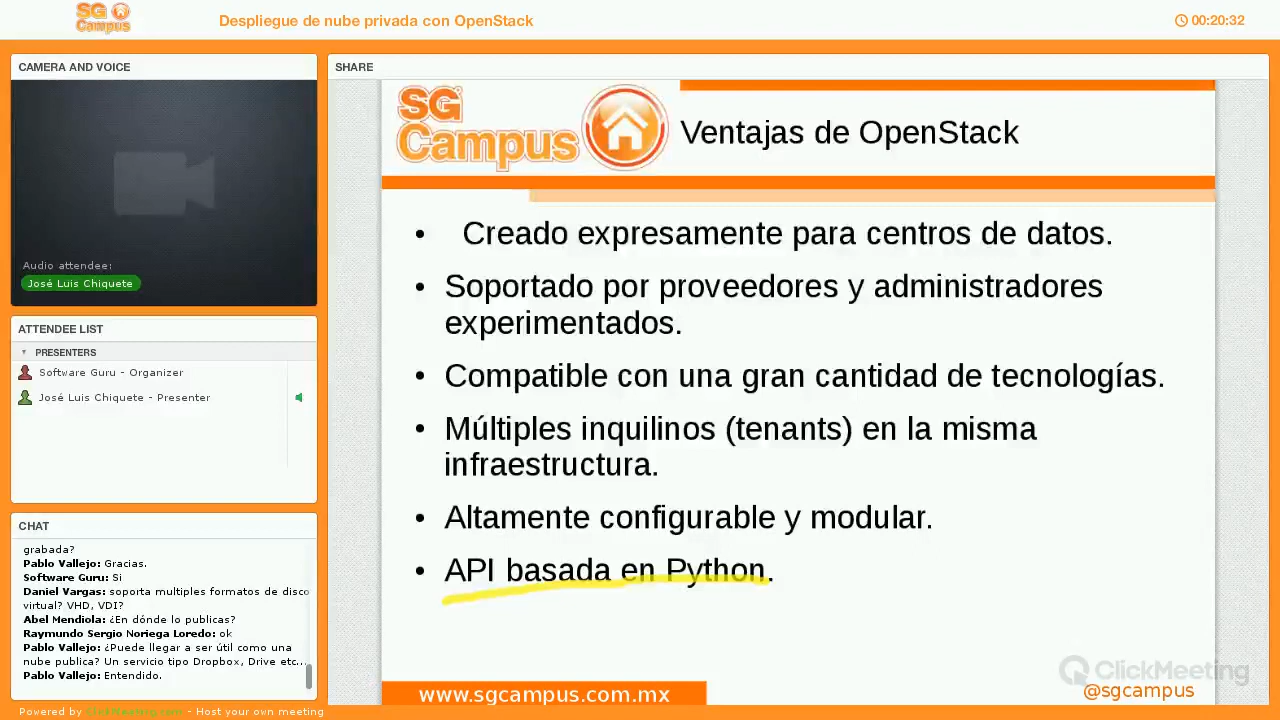 SG Campus
Despliegue de nube privada con OpenStack
00:20:32
CAMERA AND VOICE
Audio attendee:
José Luis Chiquete
ATTENDEE LIST
PRESENTERS
Software Guru - Organizer
José Luis Chiquete - Presenter
CHAT
grabada?
Pablo Vallejo: Gracias.
Software Guru: Si
Daniel Vargas: soporta multiples formatos de disco
virtual? VHD, VDI?
Abel Mendiola: ¿En dónde lo publicas?
Raymundo Sergio Noriega Loredo: ok
Pablo Vallejo: ¿Puede llegar a ser útil como una
nube publica? Un servicio tipo Dropbox, Drive etc...
Pablo Vallejo: Entendido.
Powered by ClickMeeting.com - Host your own meeting
SHARE
SG
Campus
Ventajas de OpenStack
• Creado expresamente para centros de datos.
• Soportado por proveedores y administradores
experimentados.
• Compatible con una gran cantidad de tecnologías.
• Múltiples inquilinos (tenants) en la misma
infraestructura.
• Altamente configurable y modular.
• API basada en Python.
ClickMeeting
www.sgcampus.com.mx
@sgcampus